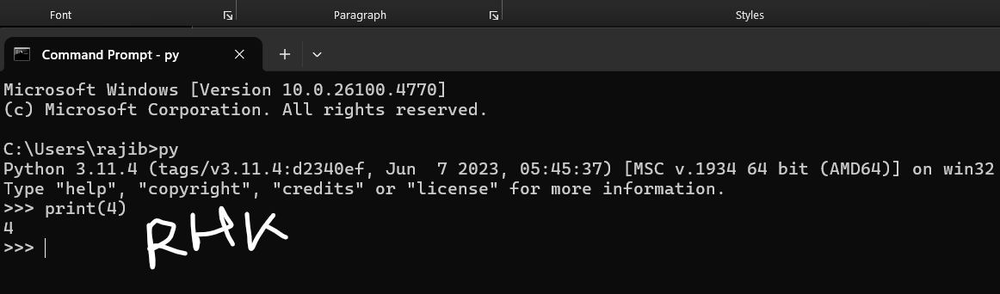 Font Paragraph Styles
Command Prompt - py
Microsoft Windows [Version 10.0.26100.4770]
(c) Microsoft Corporation. All rights reserved.
C:\Users\rajib>py
Python 3.11.4 (tags/v3.11.4:d2340ef, Jun  7 2023, 05:45:37) [MSC v.1934 64 bit (AMD64)] on win32
Type "help", "copyright", "credits" or "license" for more information.
>>> print(4)
4
>>>
RHK